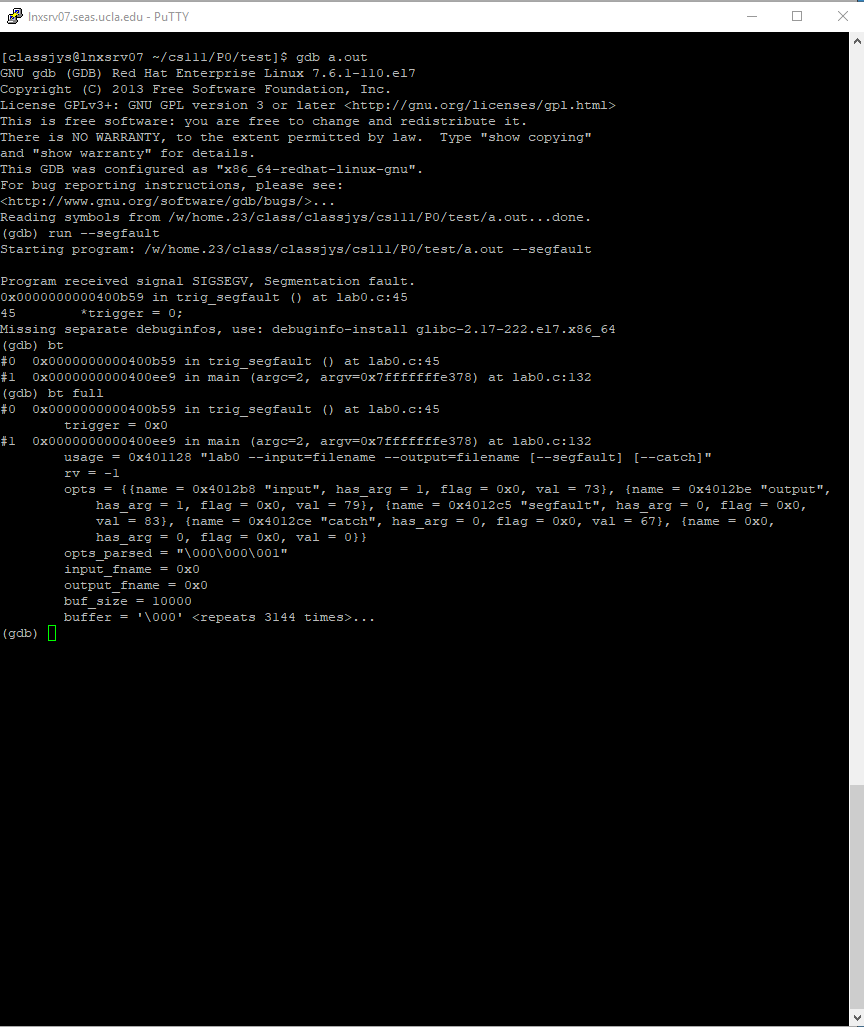 lnxsrv07.seas.ucla.edu - PuTTY
[classjys@lnxsrv07 ~/cs111/P0/test]$ gdb a.out
GNU gdb (GDB) Red Hat Enterprise Linux 7.6.1-110.el7
Copyright (C) 2013 Free Software Foundation, Inc.
License GPLv3+: GNU GPL version 3 or later <http://gnu.org/licenses/gpl.html>
This is free software: you are free to change and redistribute it.
There is NO WARRANTY, to the extent permitted by law.  Type "show copying"
and "show warranty" for details.
This GDB was configured as "x86_64-redhat-linux-gnu".
For bug reporting instructions, please see:
<http://www.gnu.org/software/gdb/bugs/>...
Reading symbols from /w/home.23/class/classjys/cs111/P0/test/a.out...done.
(gdb) run --segfault
Starting program: /w/home.23/class/classjys/cs111/P0/test/a.out --segfault
Program received signal SIGSEGV, Segmentation fault.
0x0000000000400b59 in trig_segfault () at lab0.c:45
45        *trigger = 0;
Missing separate debuginfos, use: debuginfo-install glibc-2.17-222.el7.x86_64
(gdb) bt
#0  0x0000000000400b59 in trig_segfault () at lab0.c:45
#1  0x0000000000400ee9 in main (argc=2, argv=0x7fffffffe378) at lab0.c:132
(gdb) bt full
#0  0x0000000000400b59 in trig_segfault () at lab0.c:45
        trigger = 0x0
#1  0x0000000000400ee9 in main (argc=2, argv=0x7fffffffe378) at lab0.c:132
        usage = 0x401128 "lab0 --input=filename --output=filename [--segfault] [--catch]"
        rv = -1
        opts = {{name = 0x4012b8 "input", has_arg = 1, flag = 0x0, val = 73}, {name = 0x4012be "output",
            has_arg = 1, flag = 0x0, val = 79}, {name = 0x4012c5 "segfault", has_arg = 0, flag = 0x0,
            val = 83}, {name = 0x4012ce "catch", has_arg = 0, flag = 0x0, val = 67}, {name = 0x0,
            has_arg = 0, flag = 0x0, val = 0}}
        opts_parsed = "\000\000\001"
        input_fname = 0x0
        output_fname = 0x0
        buf_size = 10000
        buffer = '\000' <repeats 3144 times>...
(gdb)